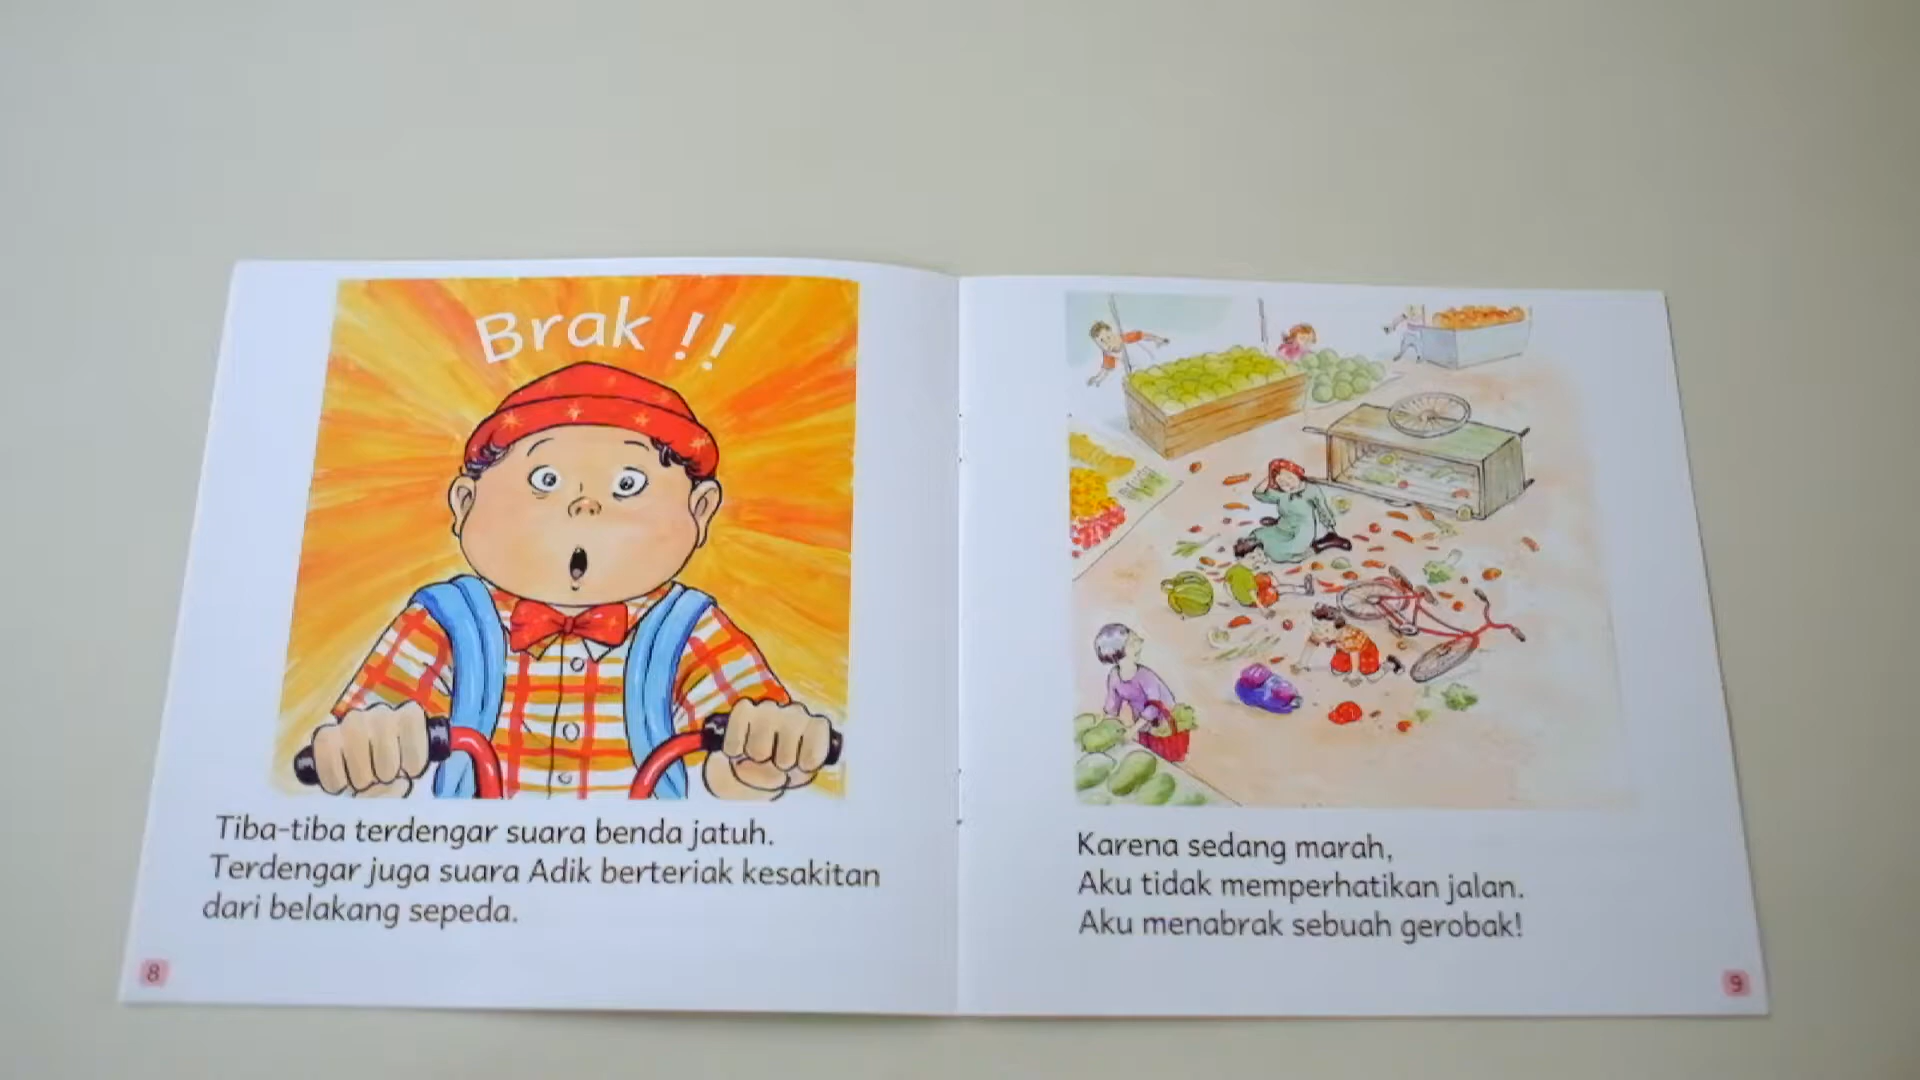 Brak !!
Tiba-tiba terdengar suara benda jatuh.
Terdengar juga suara Adik berteriak kesakitan
dari belakang sepeda.
8
Karena sedang marah,
Aku tidak memperhatikan jalan.
Aku menabrak sebuah gerobak!
9